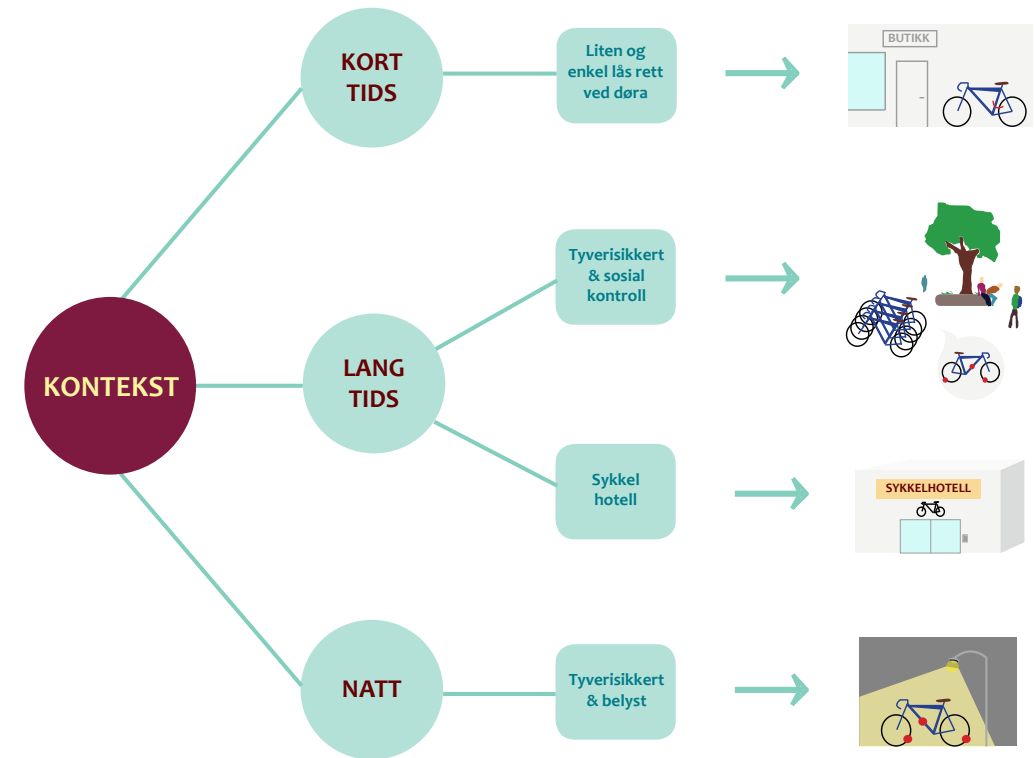 KORT
TIDS
Liten og
enkel lås rett
ved døra
BUTIKK
Tyverisikkert
& sosial
kontroll
KONTEKST
LANG
TIDS
Sykkel
hotell
SYKKELHOTELL
NATT
Tyverisikkert
& belyst